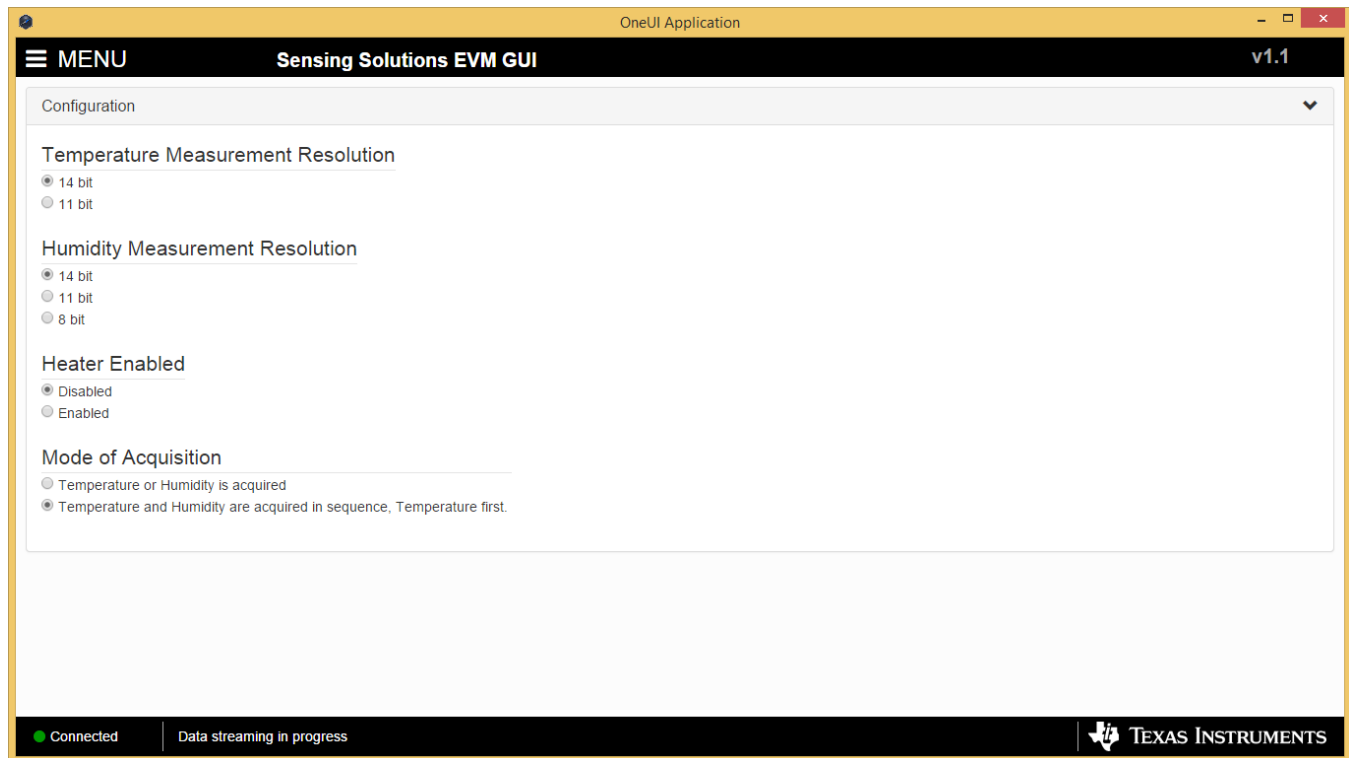 OneUI Application
MENU
Sensing Solutions EVM GUI
v1.1
Configuration
Temperature Measurement Resolution
14 bit
11 bit
Humidity Measurement Resolution
14 bit
11 bit
8 bit
Heater Enabled
Disabled
Enabled
Mode of Acquisition
Temperature or Humidity is acquired
Temperature and Humidity are acquired in sequence, Temperature first.
Connected
Data streaming in progress
TEXAS INSTRUMENTS